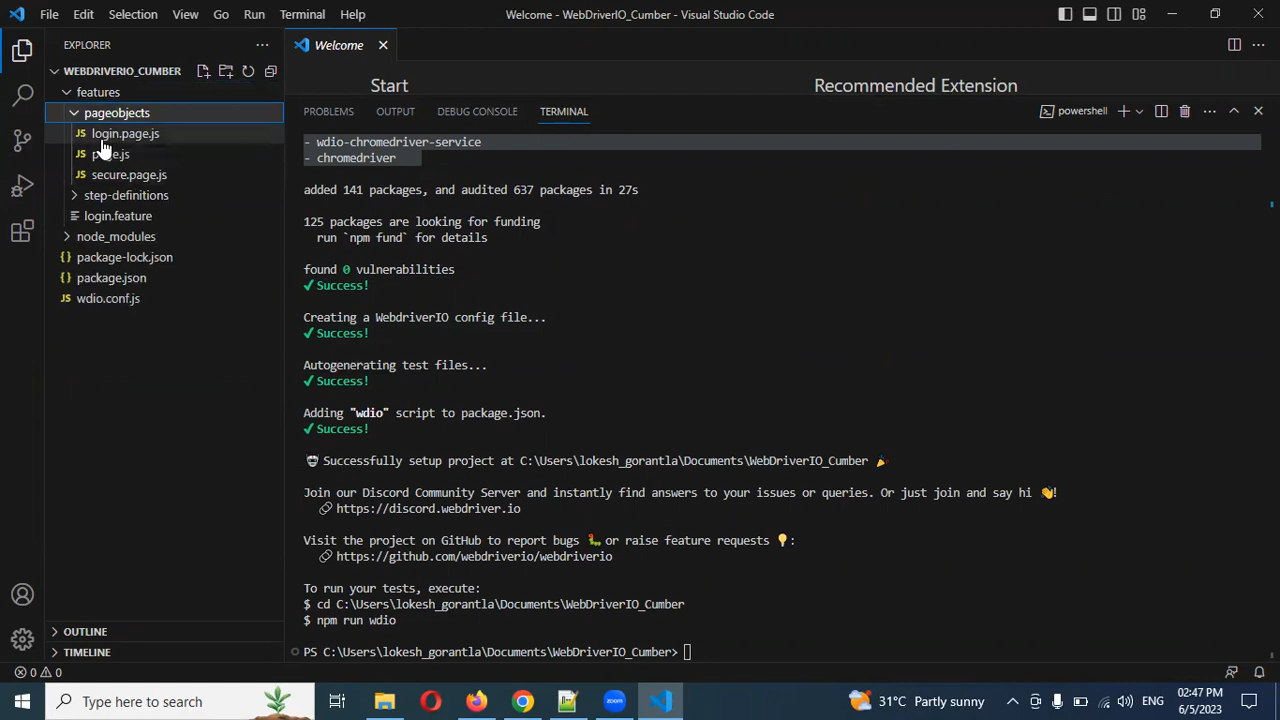 File Edit Selection View Go Run Terminal Help
Welcome - WebDriverIO_Cumber - Visual Studio Code
EXPLORER
WEBDRIVERIO_CUMBER
features
pageobjects
login.page.js
page.js
secure.page.js
step-definitions
login.feature
node_modules
package-lock.json
package.json
wdio.conf.js
OUTLINE
TIMELINE
Welcome
Start
Recommended Extension
PROBLEMS OUTPUT DEBUG CONSOLE TERMINAL
powershell
- wdio-chromedriver-service
- chromedriver
added 141 packages, and audited 637 packages in 27s
125 packages are looking for funding
run `npm fund` for details
found 0 vulnerabilities
✔Success!
Creating a WebdriverIO config file...
✔Success!
Autogenerating test files...
✔Success!
Adding "wdio" script to package.json.
✔Success!
🤖 Successfully setup project at C:\Users\lokesh_gorantla\Documents\WebDriverIO_Cumber 🎉
Join our Discord Community Server and instantly find answers to your issues or queries. Or just join and say hi 👋!
🔗 https://discord.webdriver.io
Visit the project on GitHub to report bugs 🐛 or raise feature requests 💡:
🔗 https://github.com/webdriverio/webdriverio
To run your tests, execute:
$ cd C:\Users\lokesh_gorantla\Documents\WebDriverIO_Cumber
$ npm run wdio
PS C:\Users\lokesh_gorantla\Documents\WebDriverIO_Cumber>
0 0
Type here to search
zoom
31°C Partly sunny
ENG
02:47 PM
6/5/2023